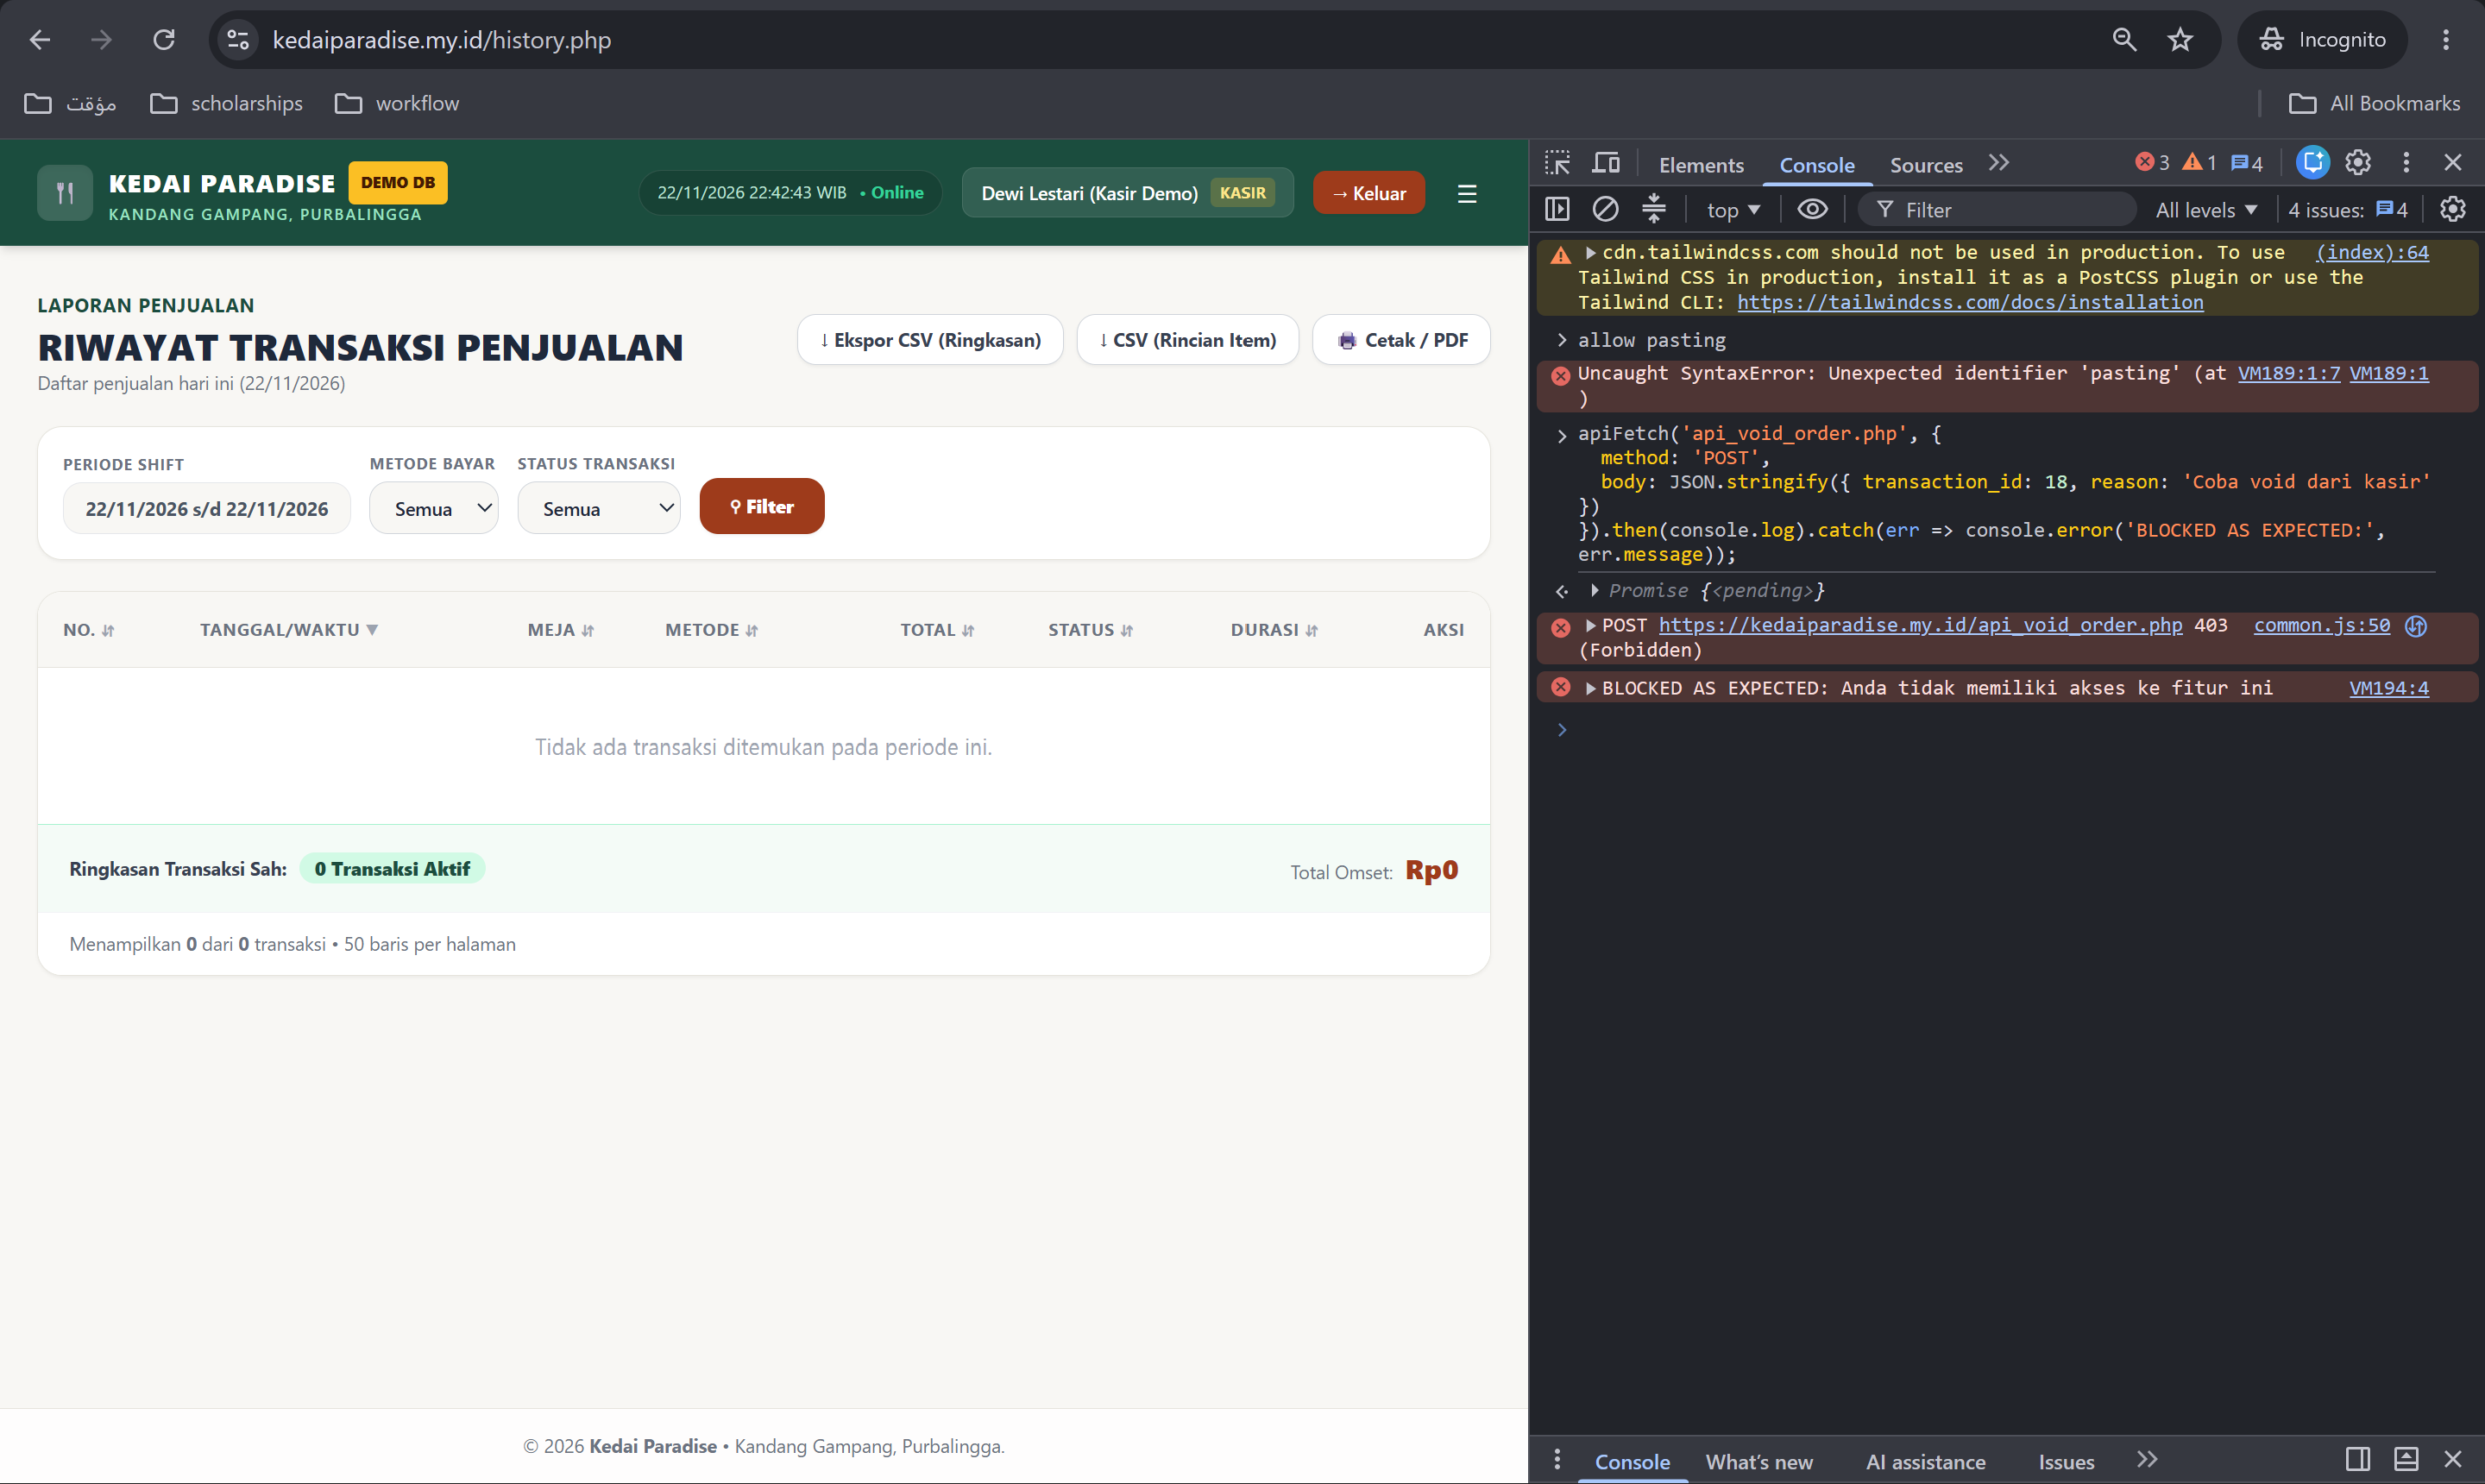 kedaiparadise.my.id/history.php
Incognito
مؤقت
scholarships
workflow
All Bookmarks
KEDAI PARADISE
DEMO DB
KANDANG GAMPANG, PURBALINGGA
22/11/2026 22:42:43 WIB • Online
Dewi Lestari (Kasir Demo) KASIR
→ Keluar
☰
LAPORAN PENJUALAN
RIWAYAT TRANSAKSI PENJUALAN
Daftar penjualan hari ini (22/11/2026)
↓ Ekspor CSV (Ringkasan)
↓ CSV (Rincian Item)
Cetak / PDF
PERIODE SHIFT
METODE BAYAR
STATUS TRANSAKSI
22/11/2026 s/d 22/11/2026
Semua
Semua
Filter
NO. TANGGAL/WAKTU ▼ MEJA METODE TOTAL STATUS DURASI AKSI
Tidak ada transaksi ditemukan pada periode ini.
Ringkasan Transaksi Sah: 0 Transaksi Aktif
Total Omset: Rp0
Menampilkan 0 dari 0 transaksi • 50 baris per halaman
© 2026 Kedai Paradise • Kandang Gampang, Purbalingga.
Elements
Console
Sources
3
1
4
top ▼
Filter
All levels ▼
4 issues: 4
cdn.tailwindcss.com should not be used in production. To use (index):64
Tailwind CSS in production, install it as a PostCSS plugin or use the
Tailwind CLI: https://tailwindcss.com/docs/installation
allow pasting
Uncaught SyntaxError: Unexpected identifier 'pasting' (at VM189:1:7 VM189:1
)
apiFetch('api_void_order.php', {
method: 'POST',
body: JSON.stringify({ transaction_id: 18, reason: 'Coba void dari kasir'
})
}).then(console.log).catch(err => console.error('BLOCKED AS EXPECTED:',
err.message));
Promise {<pending>}
POST https://kedaiparadise.my.id/api_void_order.php 403 common.js:50
(Forbidden)
BLOCKED AS EXPECTED: Anda tidak memiliki akses ke fitur ini VM194:4
Console
What's new
AI assistance
Issues